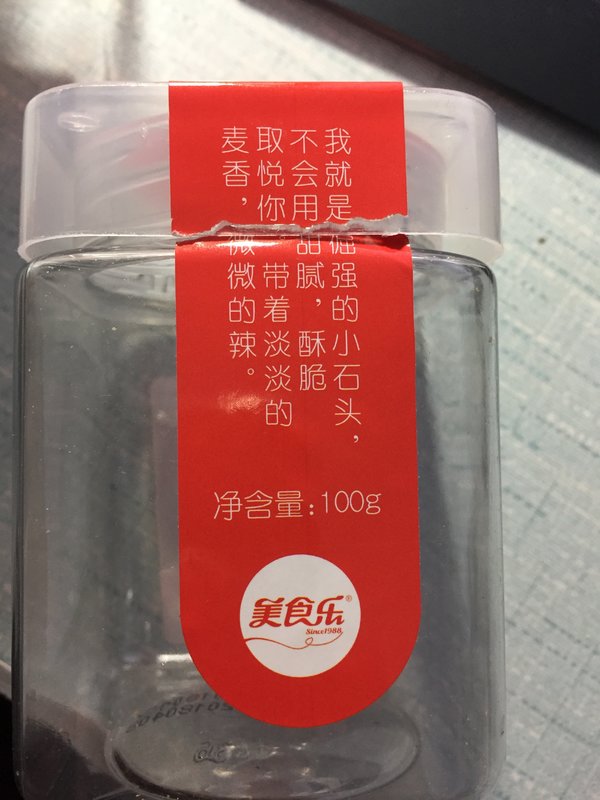 我就是倔强的小石头，
不会用甜腻，酥脆
取悦你 带着淡淡的
麦香，微微的辣。
净含量：100g
美食乐®
Since1988